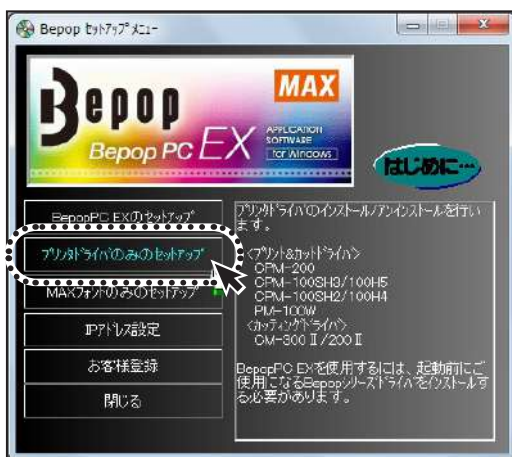 Bepop ｾｯﾄｱｯﾌﾟﾒﾆｭｰ
Bepop
MAX
Bepop PC EX
APPLICATION
SOFTWARE
for Windows
はじめに…
BepopPC EXのｾｯﾄｱｯﾌﾟ
ﾌﾟﾘﾝﾀﾄﾞﾗｲﾊﾞのみのｾｯﾄｱｯﾌﾟ
MAXﾌｫﾝﾄのみのｾｯﾄｱｯﾌﾟ
IPｱﾄﾞﾚｽ設定
お客様登録
閉じる
ﾌﾟﾘﾝﾀﾄﾞﾗｲﾊﾞのｲﾝｽﾄｰﾙ/ｱﾝｲﾝｽﾄｰﾙを行い
ます。
<ﾌﾟﾘﾝﾄ&ｶｯﾄﾄﾞﾗｲﾊﾞ>
CPM-200
CPM-100SH3/100H5
CPM-100SH2/100H4
PM-100W
<ｶｯﾃｨﾝｸﾞﾄﾞﾗｲﾊﾞ>
CM-300Ⅱ/200Ⅱ
BepopPC EXを使用するには、起動前にご
使用になるBepopｼﾘｰｽﾞﾄﾞﾗｲﾊﾞをｲﾝｽﾄｰﾙす
る必要があります。